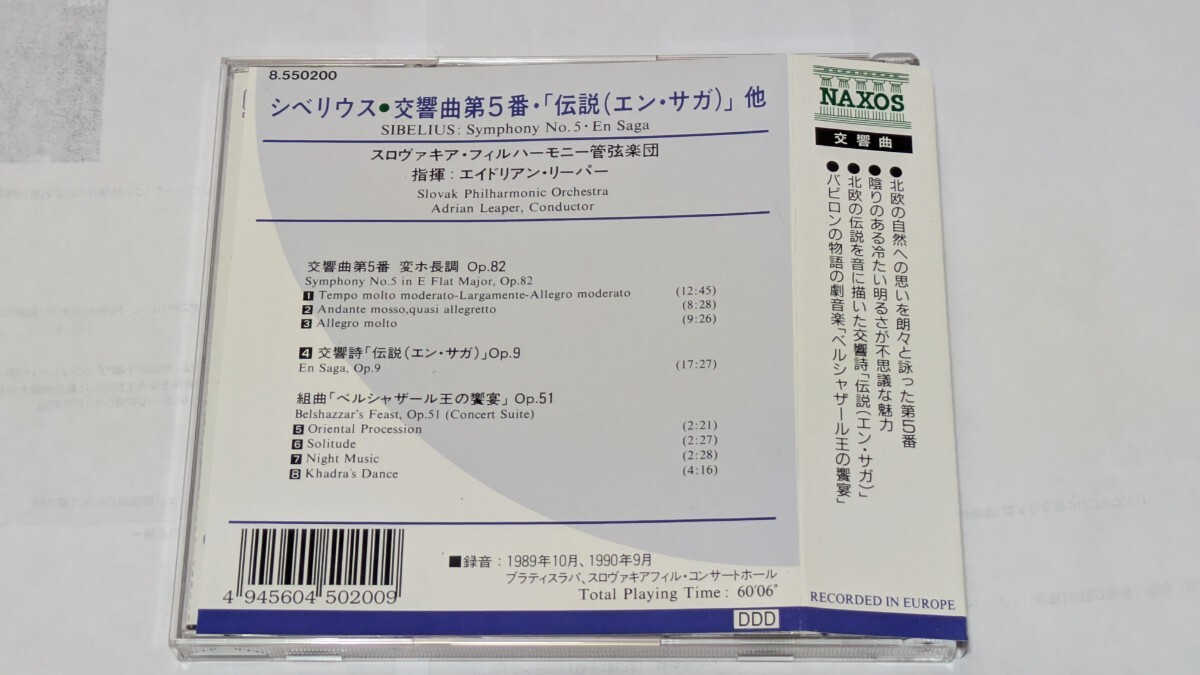 8.550200
シベリウス●交響曲第5番・「伝説(エン・サガ)」他
SIBELIUS: Symphony No.5・En Saga
スロヴァキア・フィルハーモニー管弦楽団
指揮：エイドリアン・リーパー
Slovak Philharmonic Orchestra
Adrian Leaper, Conductor
交響曲第5番 変ホ長調 Op.82
Symphony No.5 in E Flat Major, Op.82
1 Tempo molto moderato-Largamente-Allegro moderato (12:45)
2 Andante mosso,quasi allegretto (8:28)
3 Allegro molto (9:26)
4 交響詩「伝説(エン・サガ)」Op.9
En Saga, Op.9 (17:27)
組曲「ベルシャザール王の饗宴」Op.51
Belshazzar's Feast, Op.51 (Concert Suite)
5 Oriental Procession (2:21)
6 Solitude (2:27)
7 Night Music (2:28)
8 Khadra's Dance (4:16)
■録音：1989年10月、1990年9月
ブラティスラバ、スロヴァキアフィル・コンサートホール
Total Playing Time: 60'06"
4 945604 502009
DDD
NAXOS
交響曲
●北欧の自然への思いを朗々と詠った第5番
●陰りのある冷たい明るさが不思議な魅力
●北欧の伝説を音に描いた交響詩「伝説(エン・サガ)」
●バビロンの物語の劇音楽「ベルシャザール王の饗宴」
RECORDED IN EUROPE